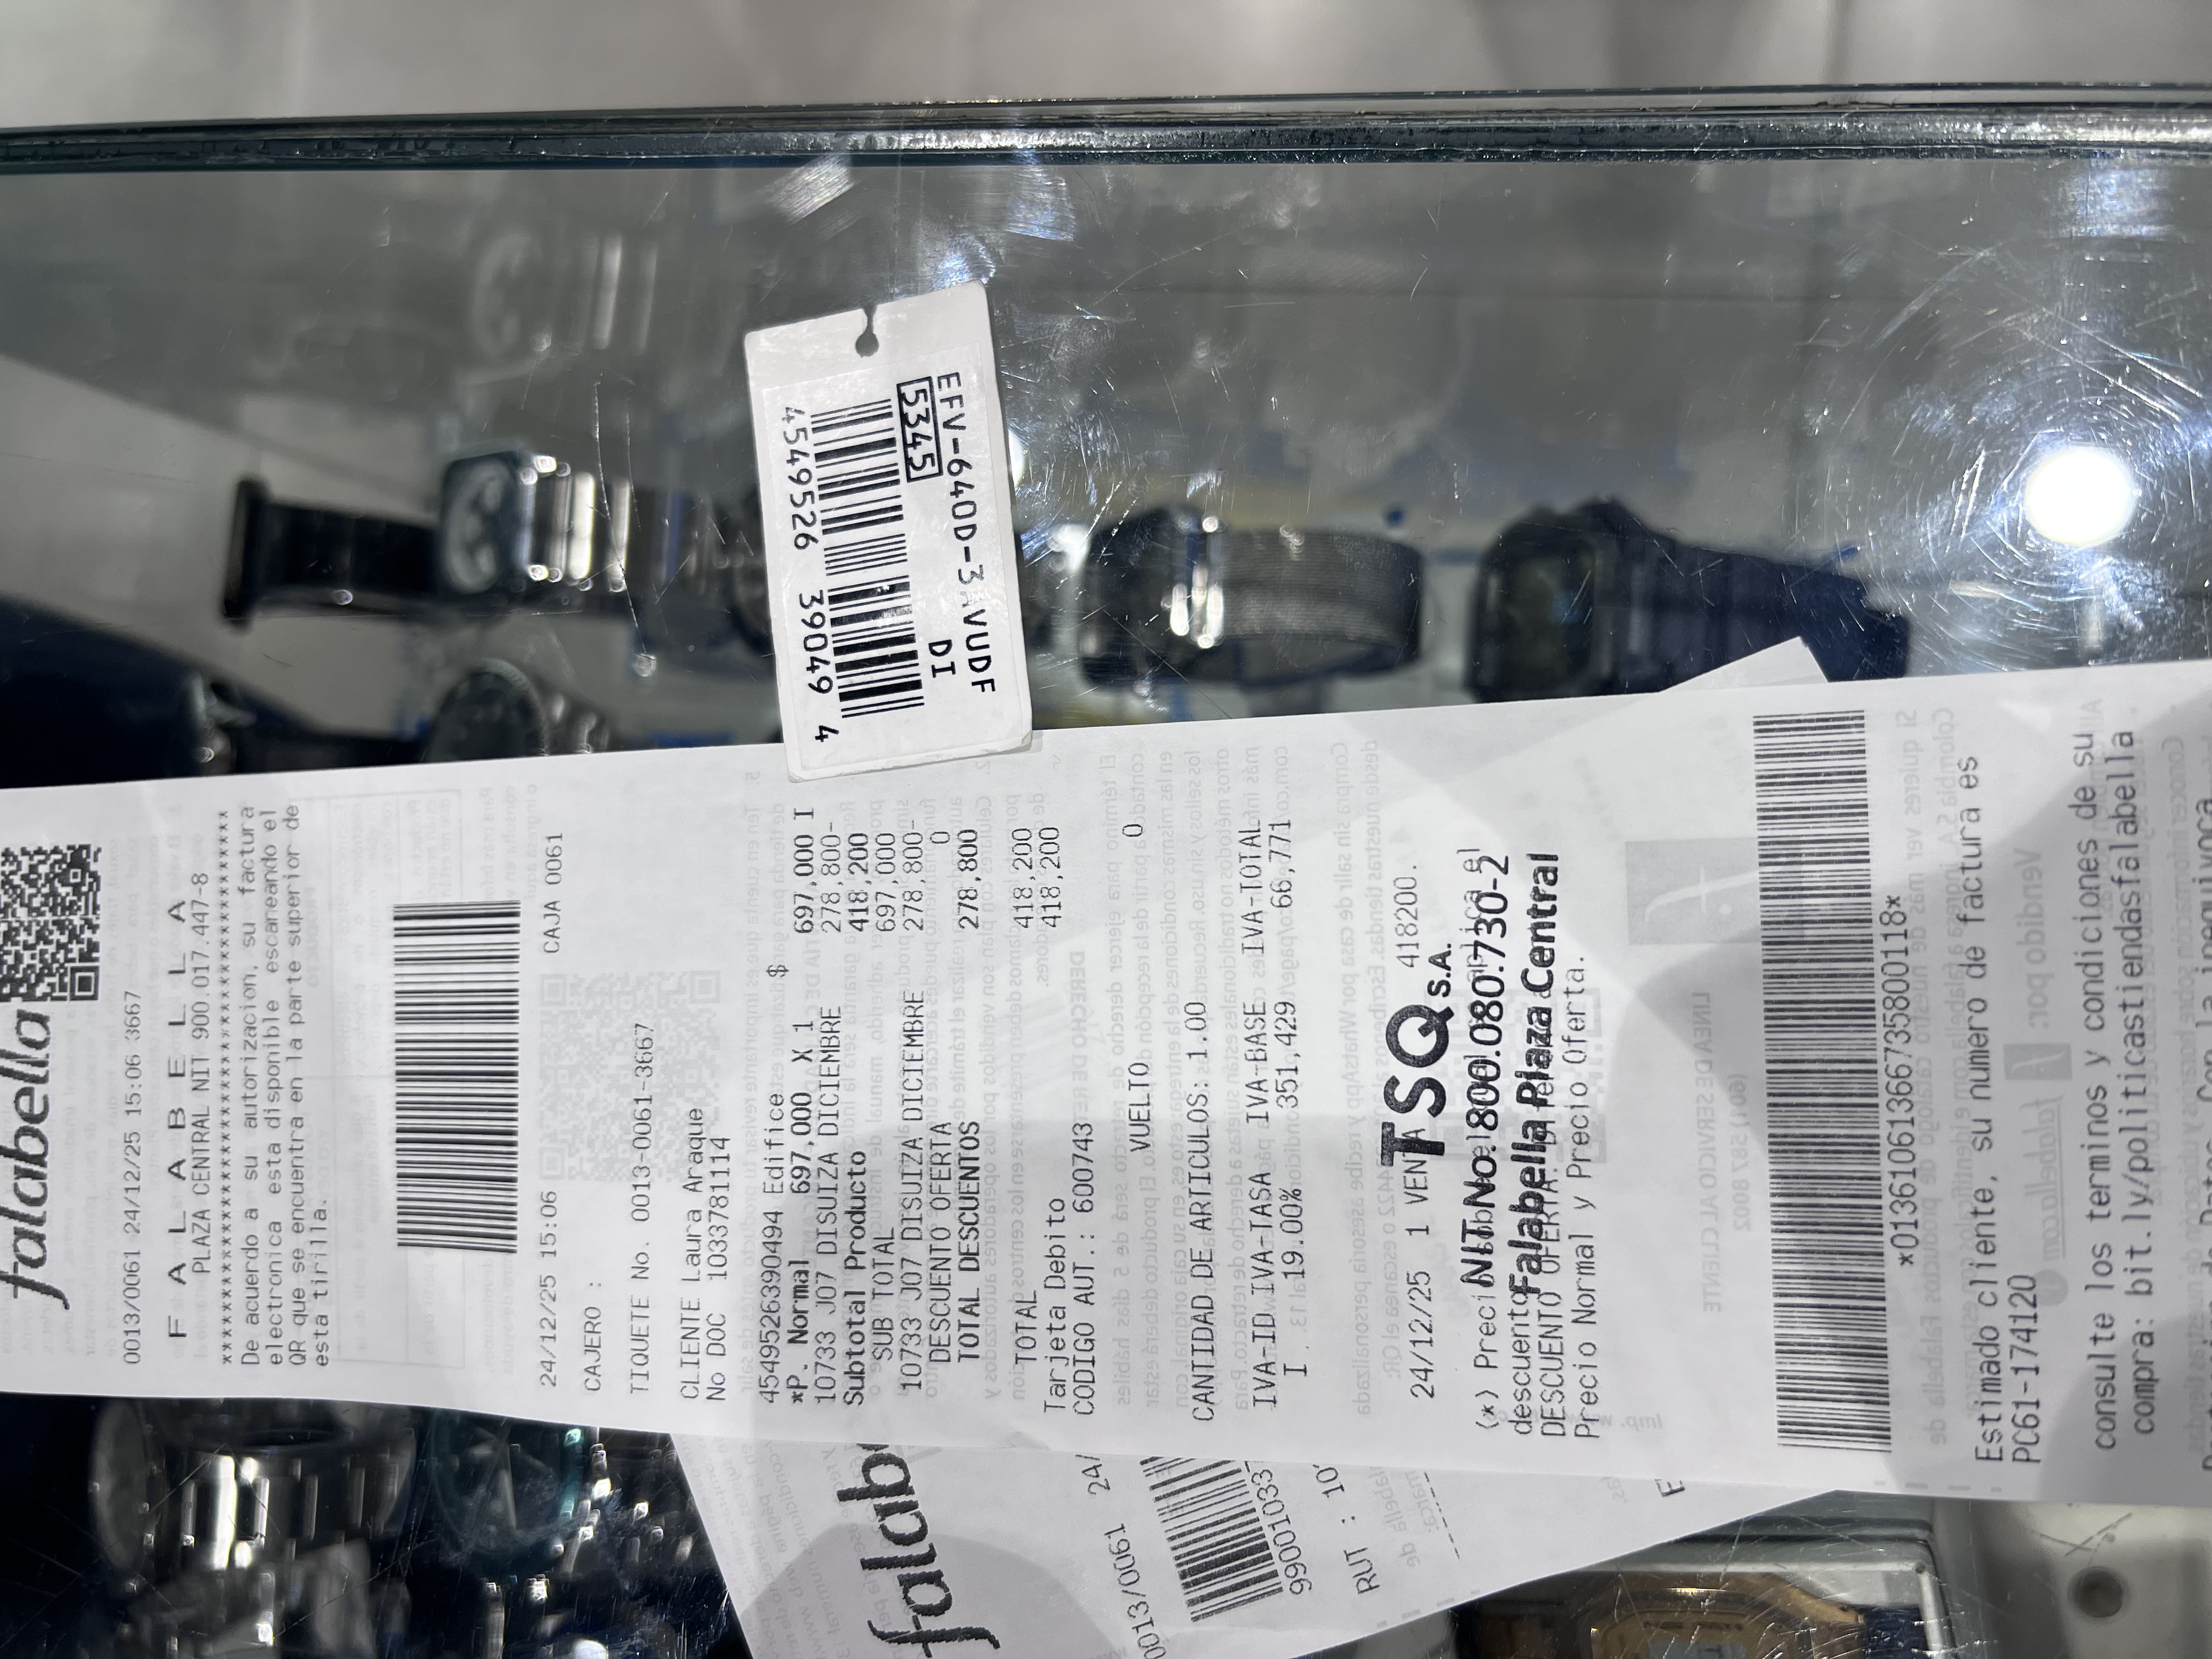 falabella
0013/0061 24/12/25 15:06 3667
F A L A B E L L A
PLAZA CENTRAL NIT 900.017.447-8
****************************************
De acuerdo a su autorizacion, su factura
electronica esta disponible escaneando el
QR que se encuentra en la parte superior de
esta tirilla.
24/12/25 15:06 CAJA 0061
CAJERO :
TIQUETE No. 0013-0061-3667
CLIENTE Laura Araque
No DOC 1033781114
4549526390494 Edifice $
*P. Normal 697,000 X 1 697,000 I
10733 J07 DISUIZA DICIEMBRE 278,800-
Subtotal Producto 418,200
SUB TOTAL 697,000
10733 J07 DISUIZA DICIEMBRE 278,800-
DESCUENTO OFERTA 0
TOTAL DESCUENTOS 278,800
TOTAL 418,200
Tarjeta Debito 418,200
CODIGO AUT.: 600743
VUELTO 0
CANTIDAD DE ARTICULOS: 1.00
IVA-ID IVA-TASA IVA-BASE IVA-TOTAL
I 19.00% 351,429 66,771
24/12/25 1 VENTA 418200.
TSQ S.A.
NIT No. 800.080.730-2
Falabella Plaza Central
(*) Precio el
descuento
DESCUENTO OFERTA:
Precio Normal y Precio Oferta.
*01361061366735800118*
Estimado cliente, su numero de factura es
PC61-174120
consulte los terminos y condiciones de su
compra: bit.ly/politicastiendasfalabella
EFV-640D-3AVUDF
5345 DI
4549526 39049 4
falab
0013/0061 24/
99001033
RUT : 10